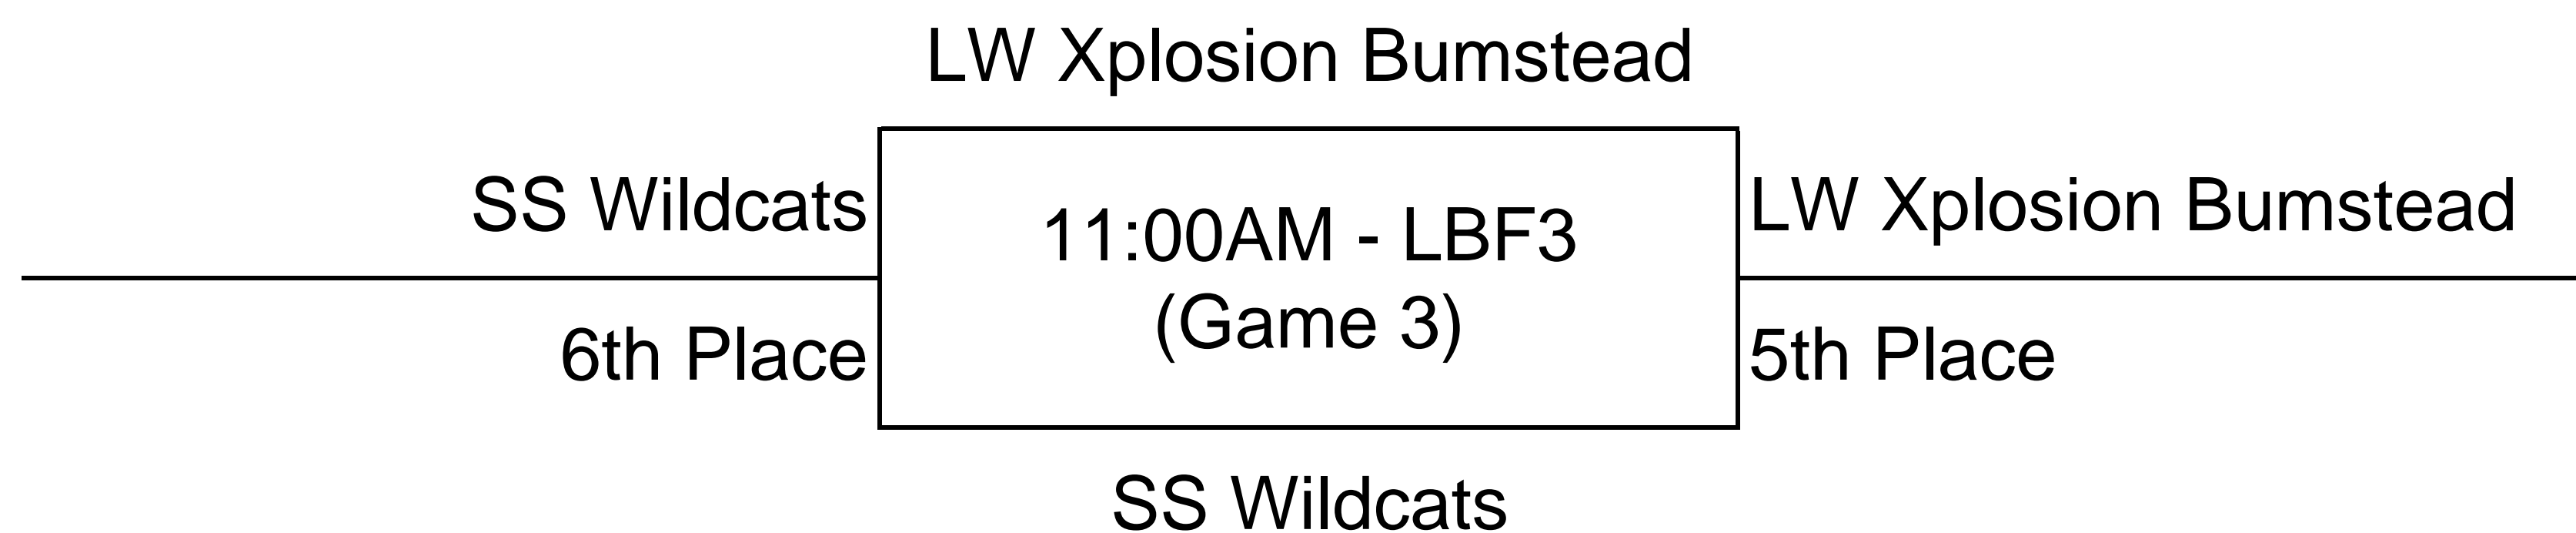 LW Xplosion Bumstead
SS Wildcats
11:00AM - LBF3
LW Xplosion Bumstead
(Game 3)
6th Place
5th Place
SS Wildcats